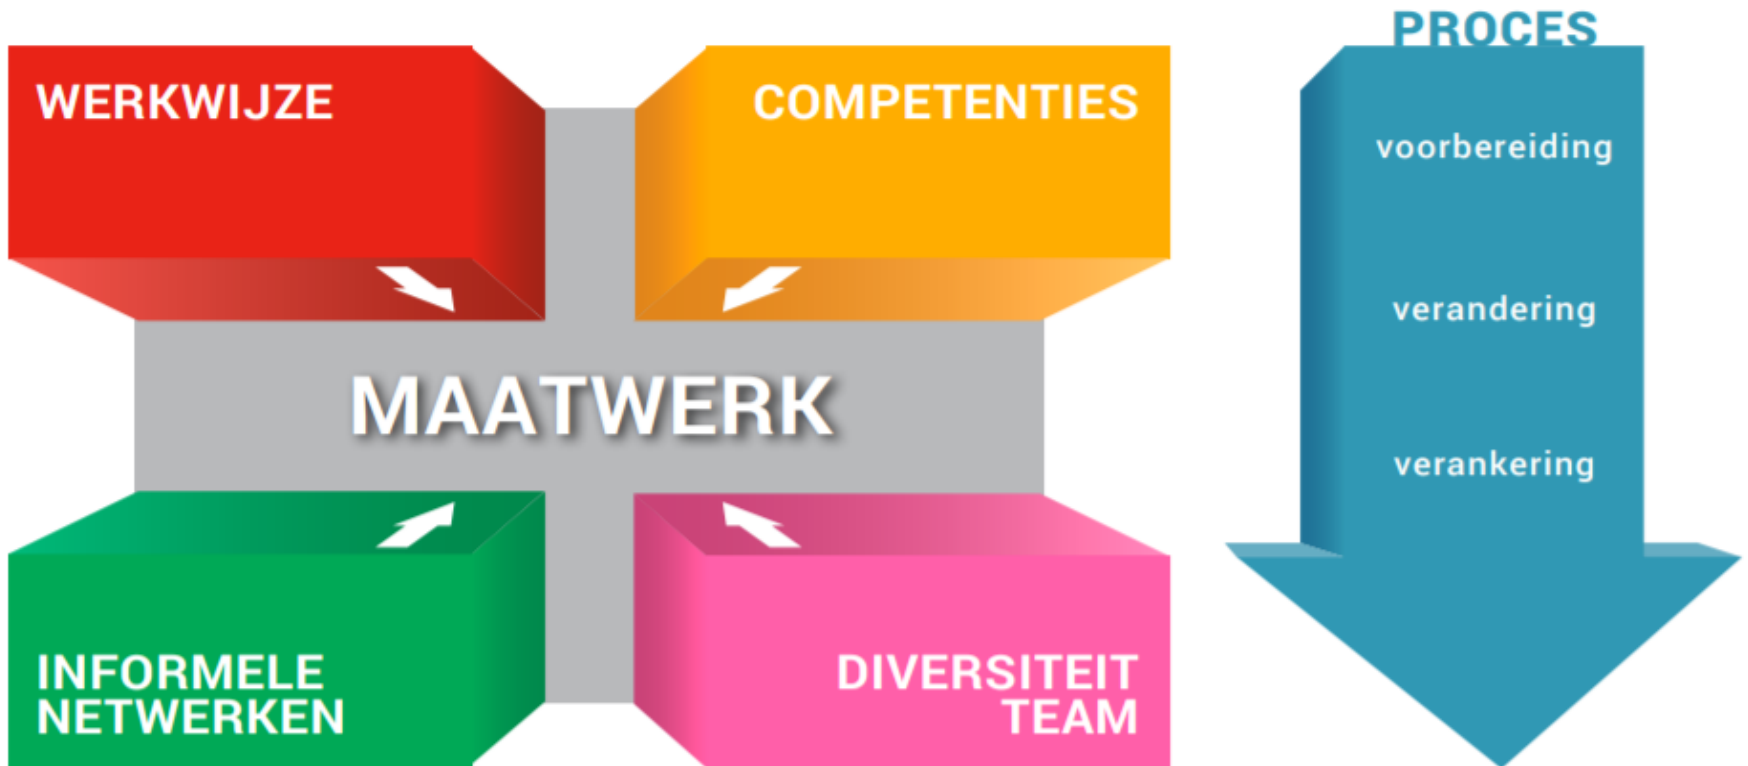 WERKWIJZE
COMPETENTIES
MAATWERK
INFORMELE
NETWERKEN
DIVERSITEIT
TEAM
PROCES
voorbereiding
verandering
verankering